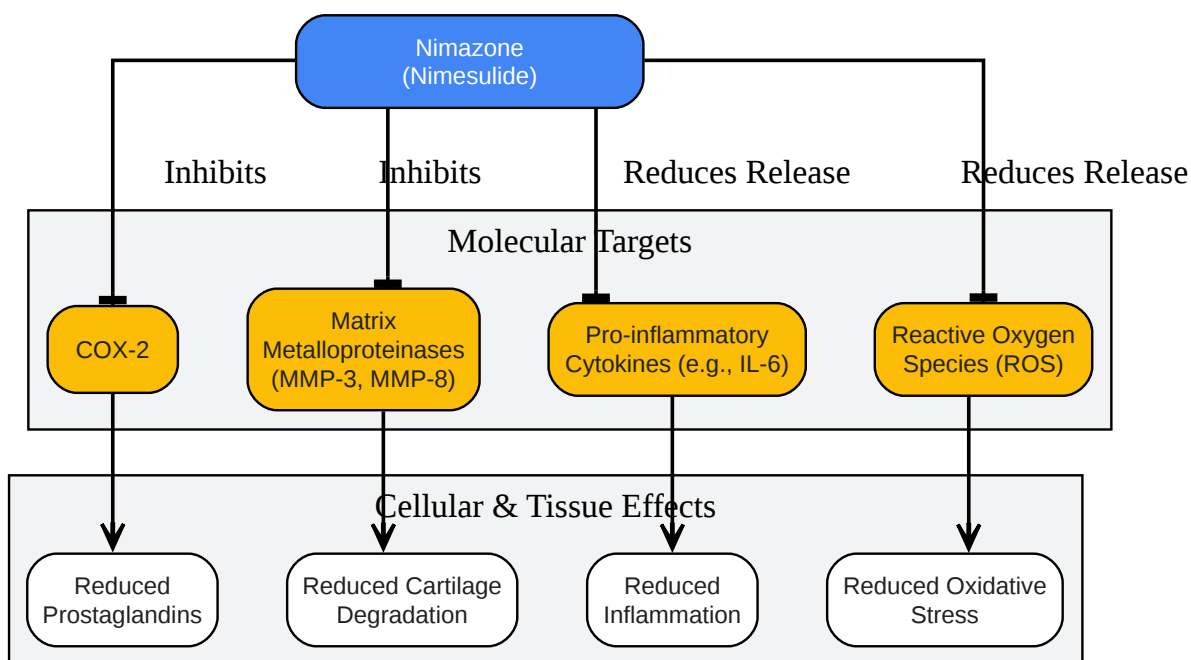 Nimazone
(Nimesulide)
Inhibits
Inhibits
Reduces Release
Reduces Release
Molecular Targets
COX-2
Matrix
Metalloproteinases
(MMP-3, MMP-8)
Pro-inflammatory
Cytokines (e.g., IL-6)
Reactive Oxygen
Species (ROS)
Cellular & Tissue Effects
Reduced
Prostaglandins
Reduced Cartilage
Degradation
Reduced
Inflammation
Reduced Oxidative
Stress